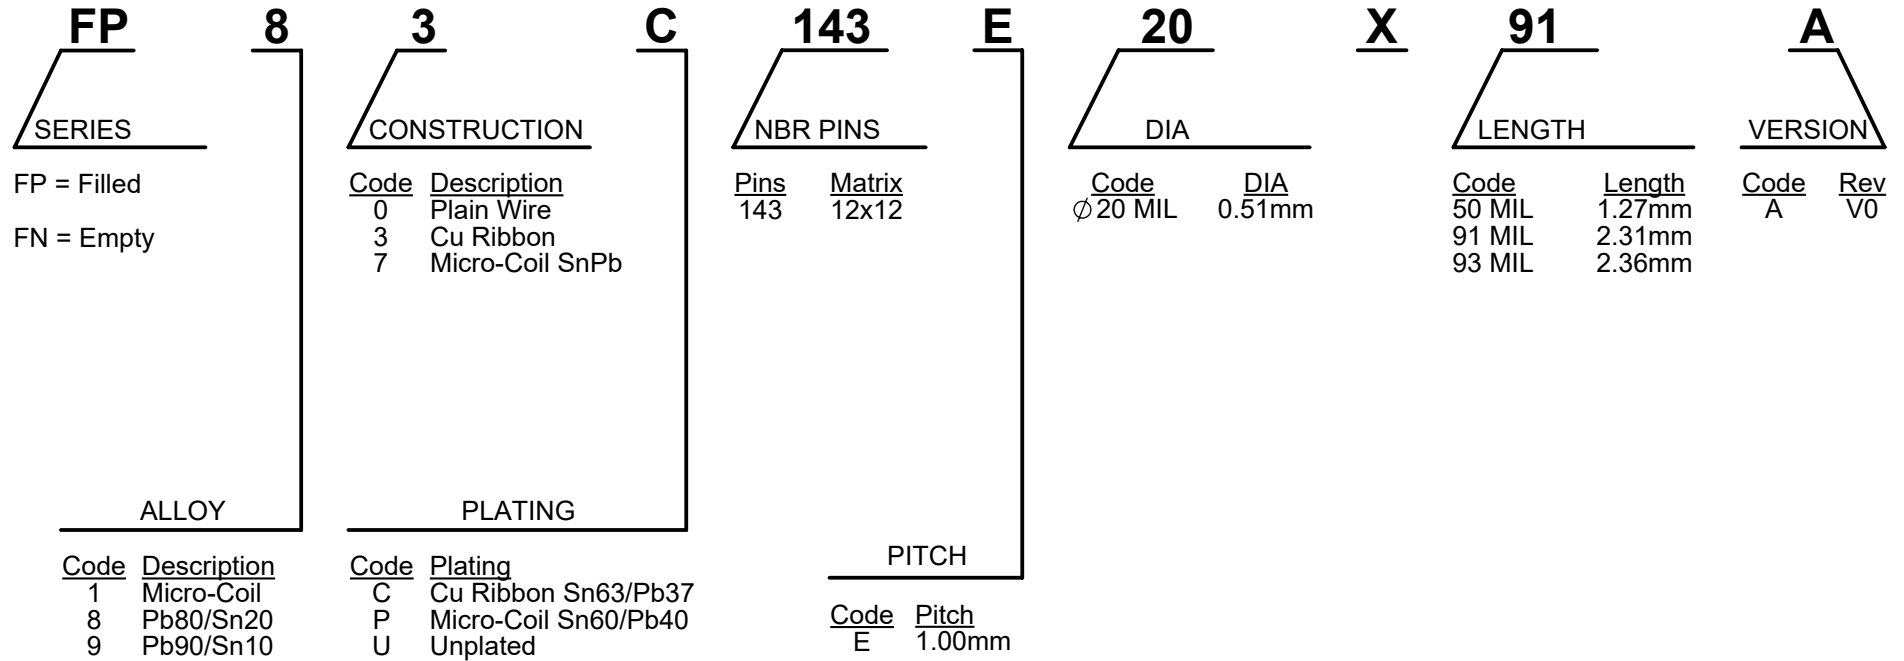 FP 8 3 C 143 E 20 X 91 A
SERIES
FP = Filled
FN = Empty
CONSTRUCTION
Code Description
0 Plain Wire
3 Cu Ribbon
7 Micro-Coil SnPb
NBR PINS
Pins Matrix
143 12x12
DIA
Code DIA
∅20 MIL 0.51mm
LENGTH
Code Length
50 MIL 1.27mm
91 MIL 2.31mm
93 MIL 2.36mm
VERSION
Code Rev
A V0
ALLOY
Code Description
1 Micro-Coil
8 Pb80/Sn20
9 Pb90/Sn10
PLATING
Code Plating
C Cu Ribbon Sn63/Pb37
P Micro-Coil Sn60/Pb40
U Unplated
PITCH
Code Pitch
E 1.00mm